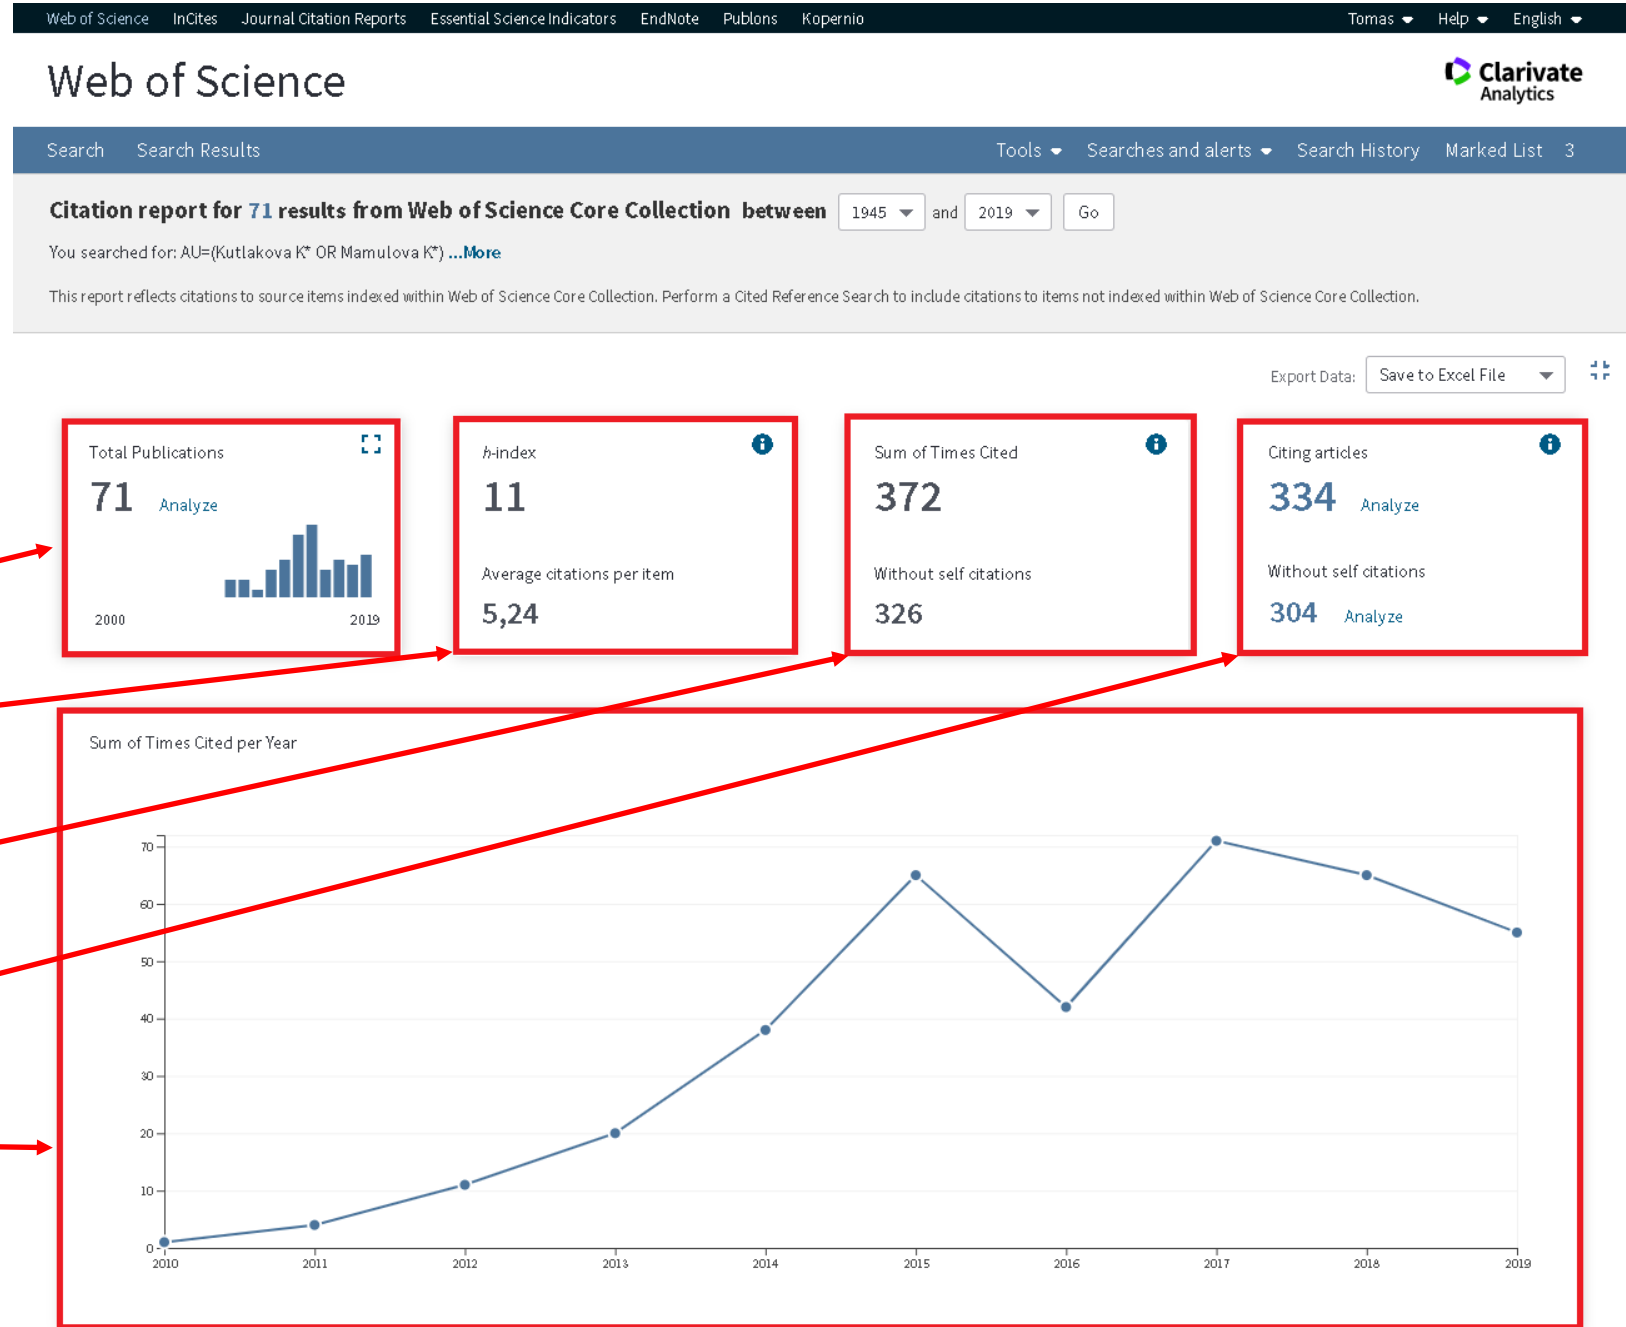 Web of Science InCites Journal Citation Reports Essential Science Indicators EndNote Publons Kopernio Tomas Help English
Web of Science
Clarivate
Analytics
Search Search Results Tools Searches and alerts Search History Marked List 3
Citation report for 71 results from Web of Science Core Collection between 1945 and 2019 Go
You searched for: AU=(Kutlakova K* OR Mamulova K*) ...More
This report reflects citations to source items indexed within Web of Science Core Collection. Perform a Cited Reference Search to include citations to items not indexed within Web of Science Core Collection.
Export Data: Save to Excel File
Total Publications
71 Analyze
2000 2019
h-index
11
Average citations per item
5,24
Sum of Times Cited
372
Without self citations
326
Citing articles
334 Analyze
Without self citations
304 Analyze
Sum of Times Cited per Year
70
60
50
40
30
20
10
0
2010 2011 2012 2013 2014 2015 2016 2017 2018 2019